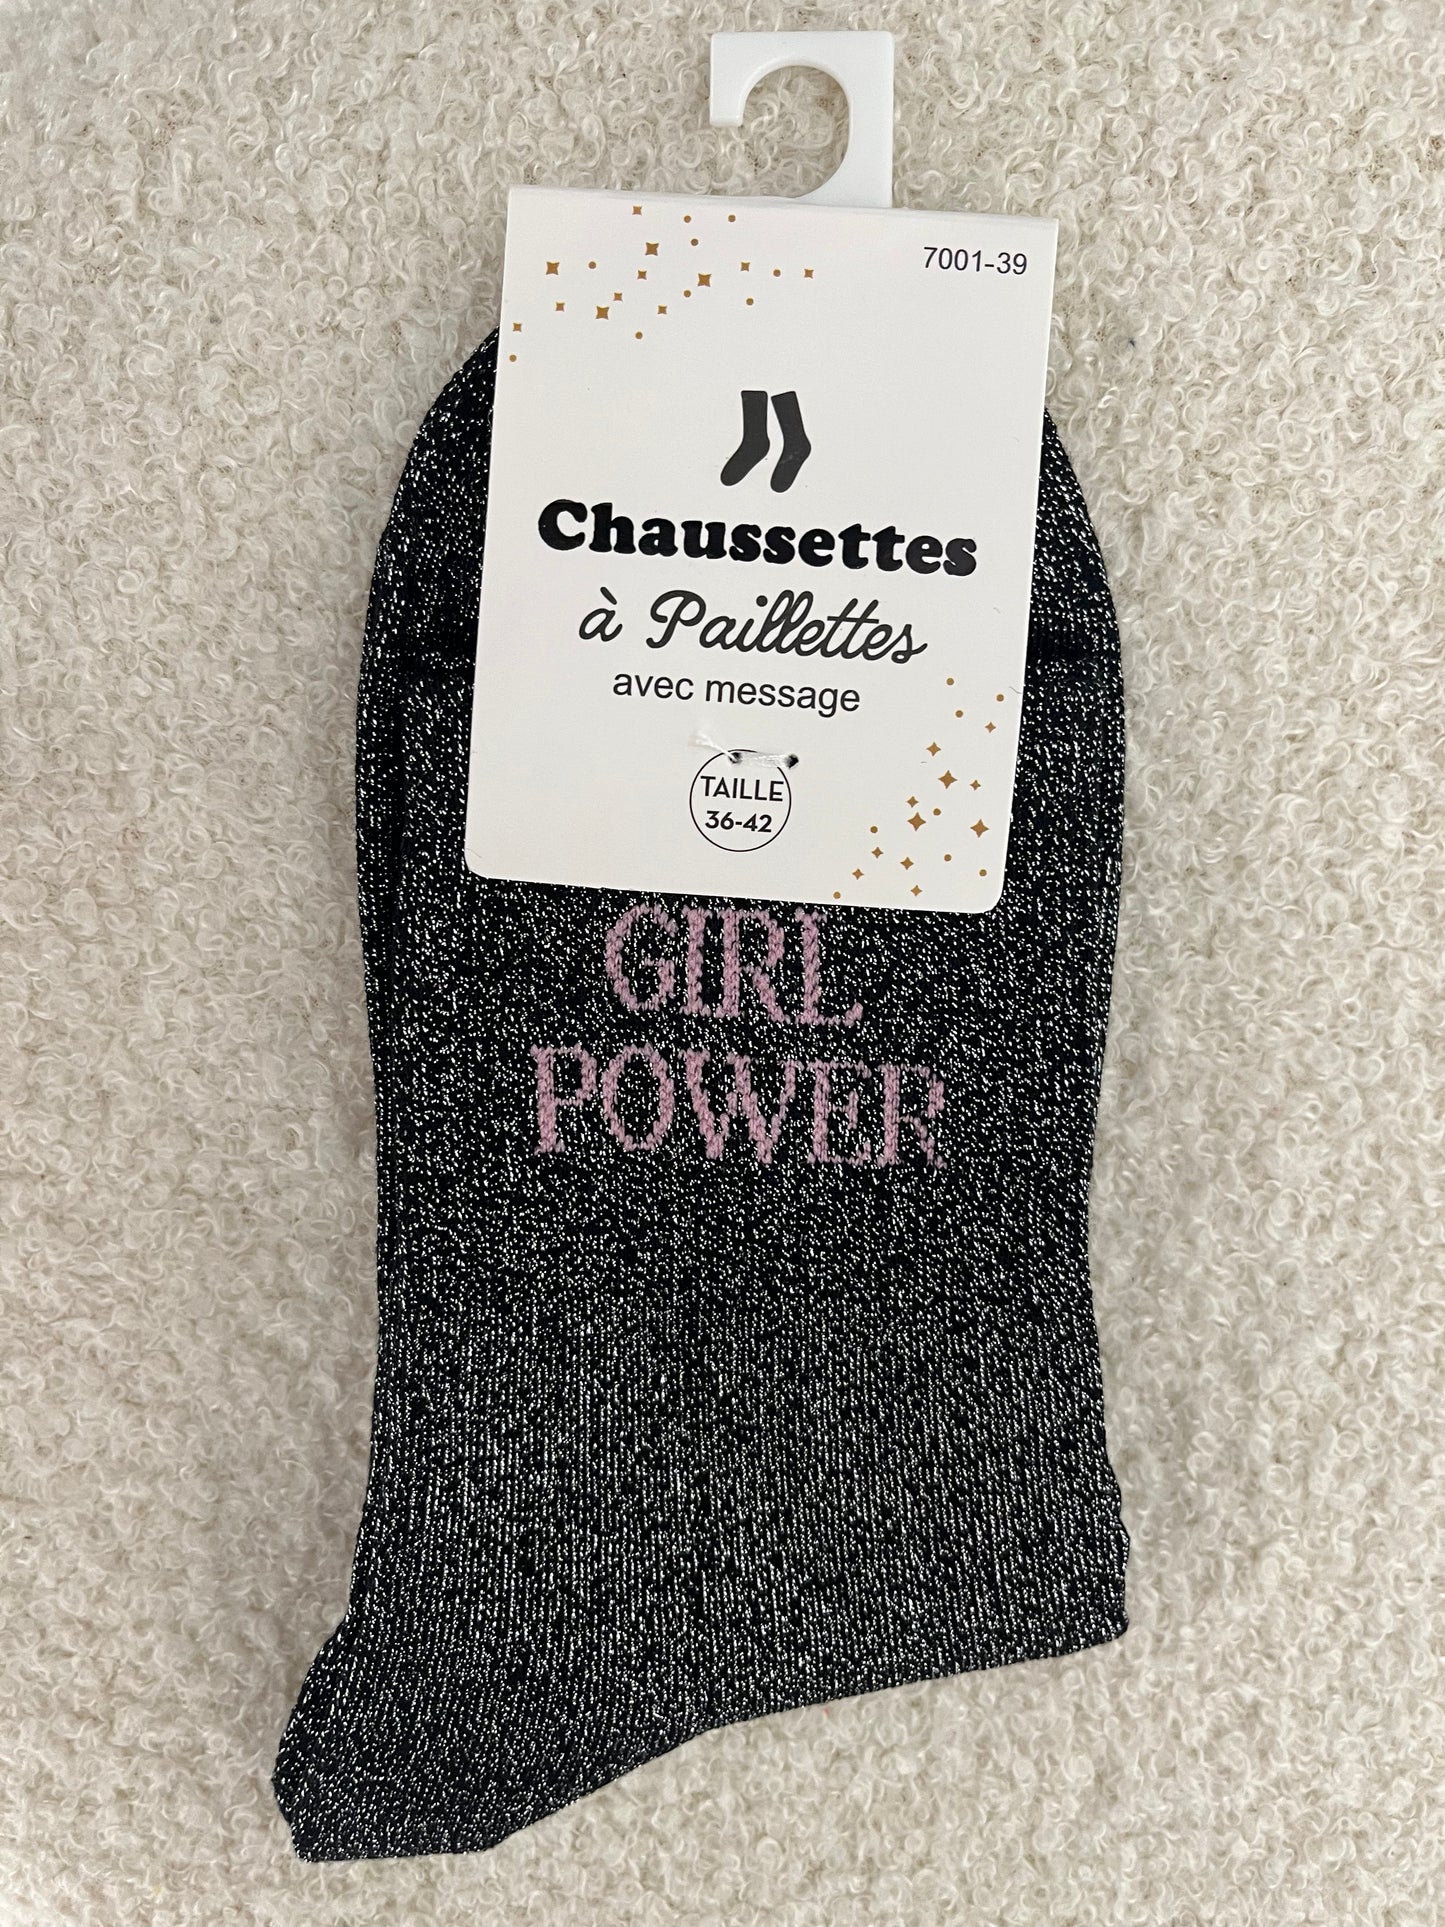 7001-39
Chaussettes
à Paillettes
avec message
TAILLE
36-42
GIRL
POWER